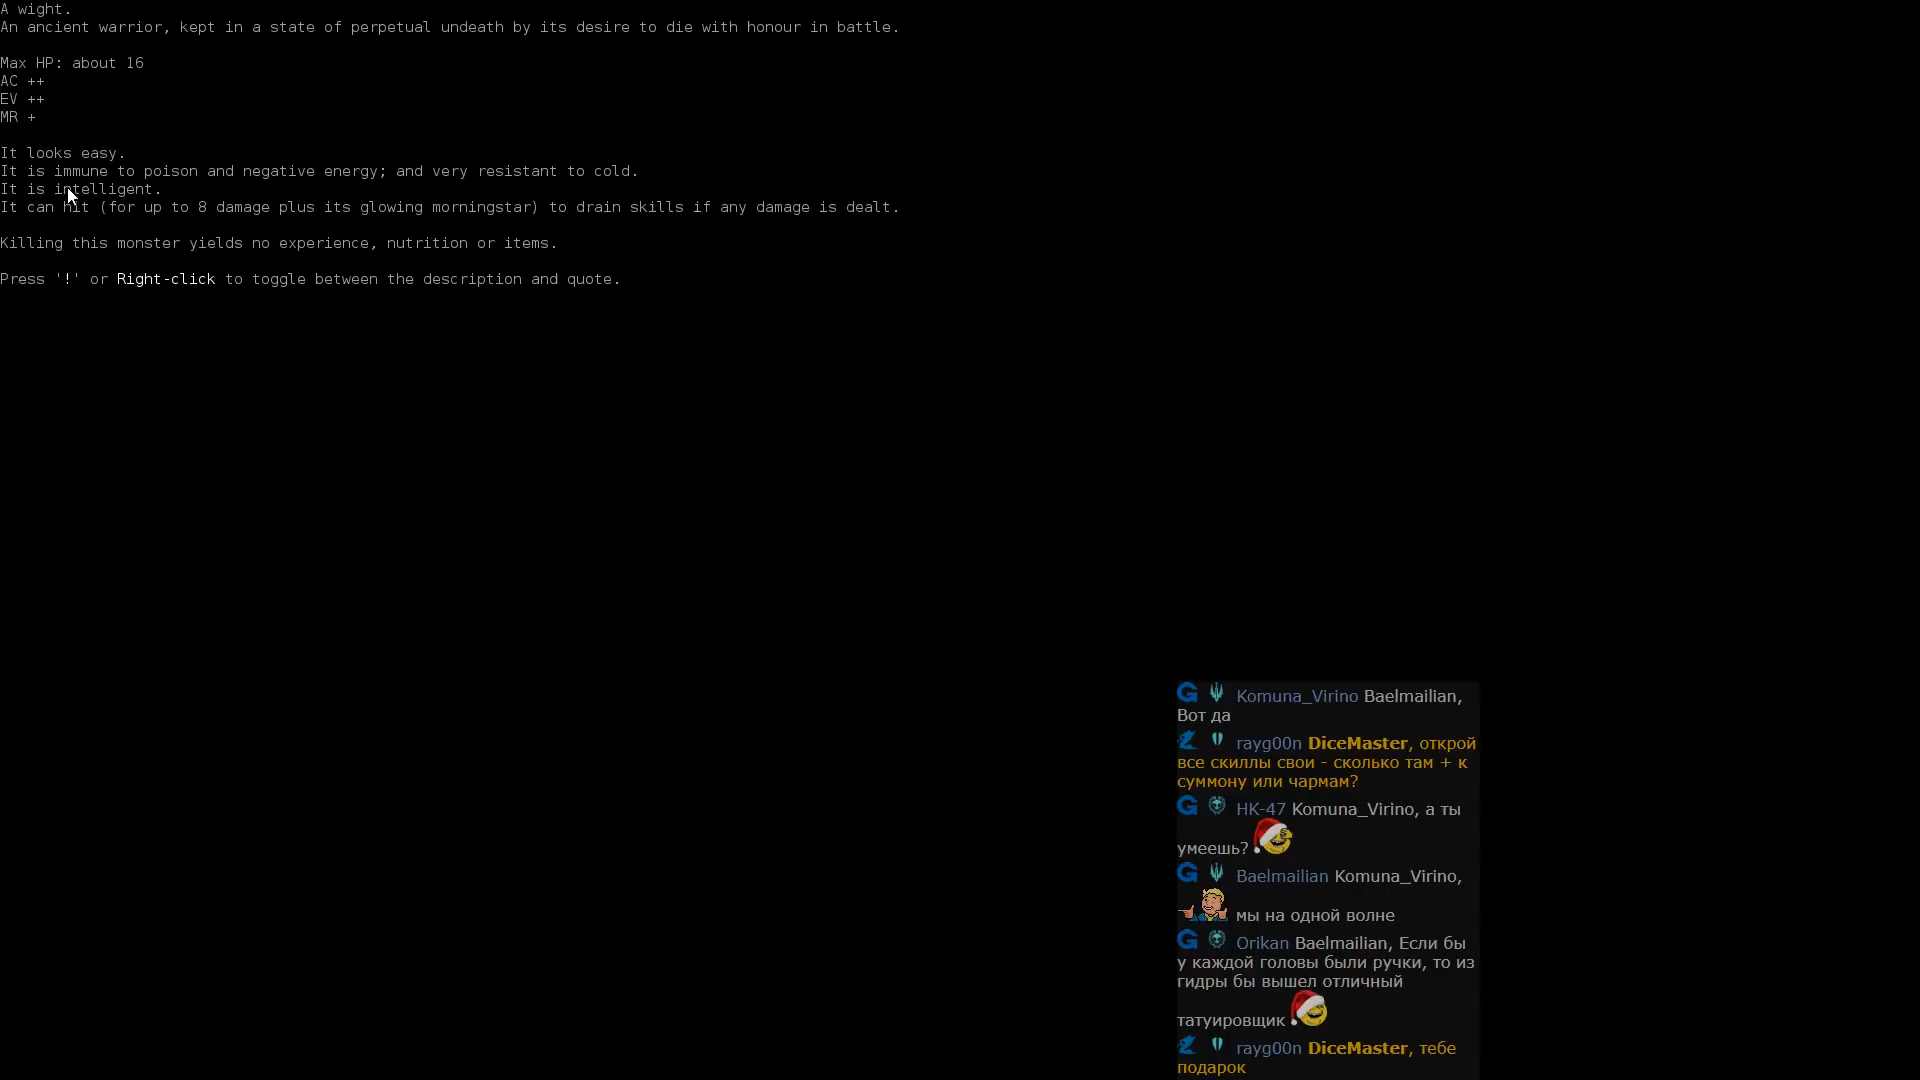 A wight.
An ancient warrior, kept in a state of perpetual undeath by its desire to die with honour in battle.
Max HP: about 16
AC ++
EV ++
MR +
It looks easy.
It is immune to poison and negative energy; and very resistant to cold.
It is intelligent.
It can hit (for up to 8 damage plus its glowing morningstar) to drain skills if any damage is dealt.
Killing this monster yields no experience, nutrition or items.
Press '!' or Right-click to toggle between the description and quote.
Komuna_Virino Baelmailian,
Вот да
rayg00n DiceMaster, открой
все скиллы свои - сколько там + к
суммону или чармам?
HK-47 Komuna_Virino, а ты
умеешь?
Baelmailian Komuna_Virino,
мы на одной волне
Orikan Baelmailian, Если бы
у каждой головы были ручки, то из
гидры бы вышел отличный
татуировщик
rayg00n DiceMaster, тебе
подарок